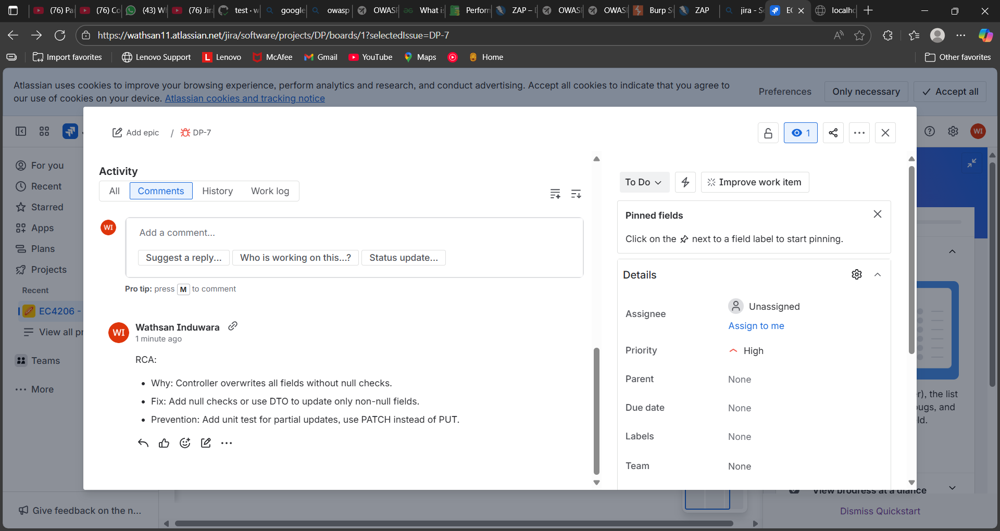 (76) Pa
(76) Co
(43) W
(76) Jir
test · w
google
owasp
OWAS
What is
Perform
ZAP –
OWAS
OWAS
Burp S
ZAP
jira - Se
EC
localho
https://wathsan11.atlassian.net/jira/software/projects/DP/boards/1?selectedIssue=DP-7
Import favorites
Lenovo Support
Lenovo
McAfee
Gmail
YouTube
Maps
Home
Other favorites
Atlassian uses cookies to improve your browsing experience, perform analytics and research, and conduct advertising. Accept all cookies to indicate that you agree to
our use of cookies on your device. Atlassian cookies and tracking notice
Preferences
Only necessary
Accept all
Add epic / DP-7
1
WI
For you
Recent
Starred
Apps
Plans
Projects
Recent
EC4206 -
View all pr
Teams
More
Give feedback on the n...
Activity
All
Comments
History
Work log
WI
Add a comment...
Suggest a reply...
Who is working on this...?
Status update...
Pro tip: press M to comment
WI
Wathsan Induwara
1 minute ago
RCA:
• Why: Controller overwrites all fields without null checks.
• Fix: Add null checks or use DTO to update only non-null fields.
• Prevention: Add unit test for partial updates, use PATCH instead of PUT.
To Do
Improve work item
Pinned fields
Click on the next to a field label to start pinning.
Details
Assignee
Unassigned
Assign to me
Priority
High
Parent
None
Due date
None
Labels
None
Team
None
r), the list
ugs, and
ld.
View progress at a glance
Dismiss Quickstart